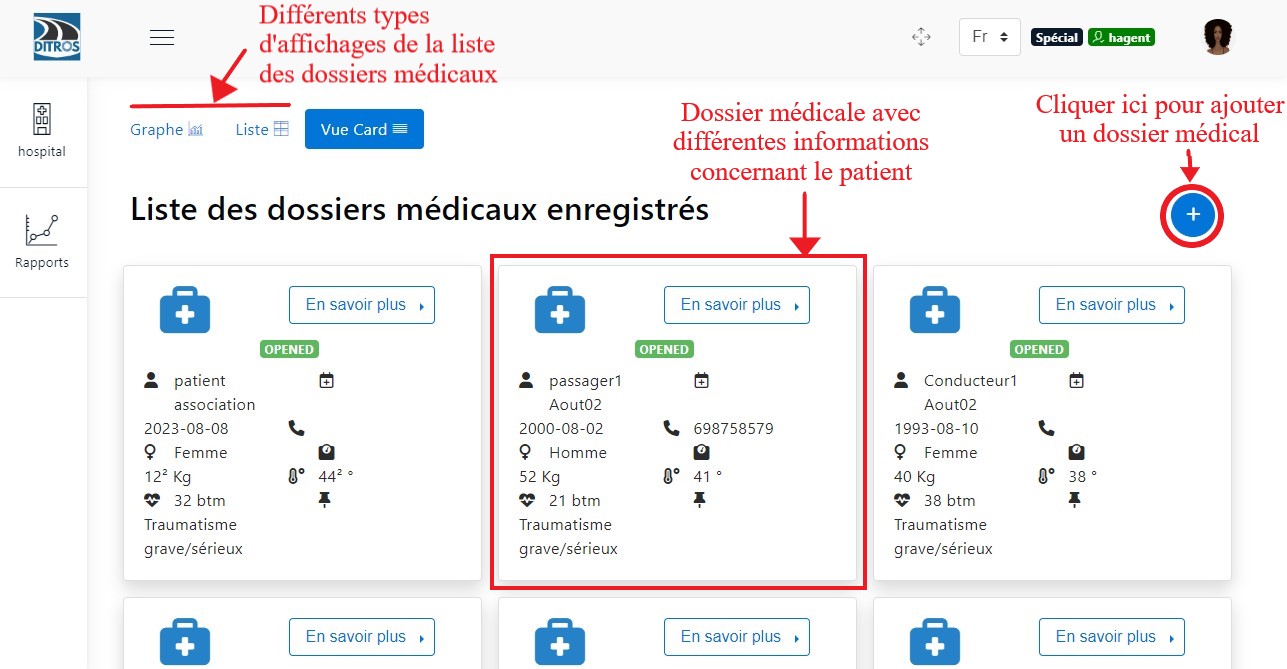 Différents types
d'affichages de la liste
des dossiers médicaux
DITROS
Fr
Spécial
hagent
Graphe
Liste
Vue Card
Dossier médicale avec
différentes informations
concernant le patient
Cliquer ici pour ajouter
un dossier médical
hospital
Rapports
Liste des dossiers médicaux enregistrés
+
En savoir plus
OPENED
patient
association
2023-08-08
Femme
12² Kg
44² °
32 btm
Traumatisme
grave/sérieux
En savoir plus
OPENED
passager1
Aout02
2000-08-02
698758579
Homme
52 Kg
41 °
21 btm
Traumatisme
grave/sérieux
En savoir plus
OPENED
Conducteur1
Aout02
1993-08-10
Femme
40 Kg
38 °
38 btm
Traumatisme
grave/sérieux
En savoir plus
En savoir plus
En savoir plus